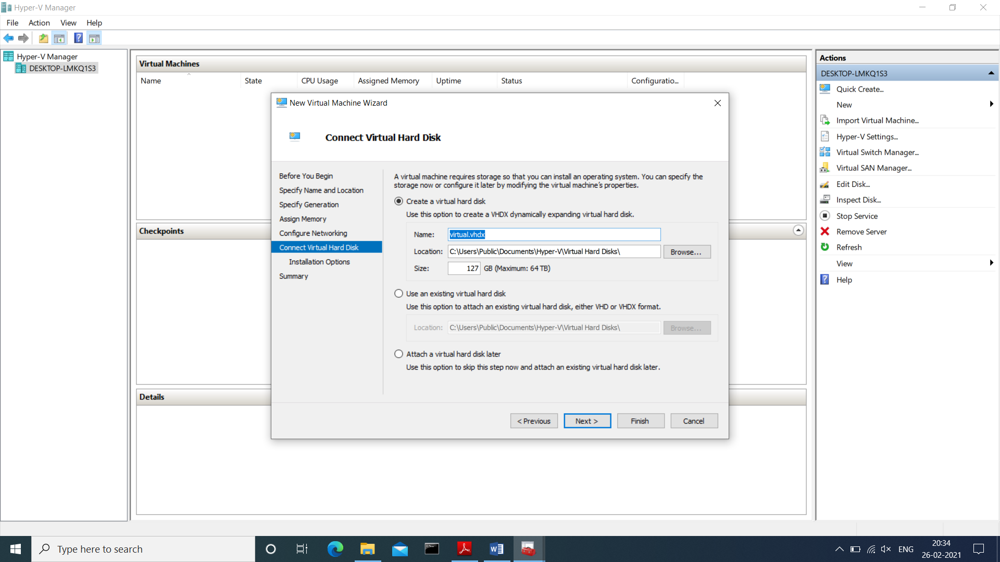 Hyper-V Manager
File Action View Help
Hyper-V Manager
DESKTOP-LMKQ1S3
Virtual Machines
Name State CPU Usage Assigned Memory Uptime Status Configuratio...
New Virtual Machine Wizard
Connect Virtual Hard Disk
Before You Begin
Specify Name and Location
Specify Generation
Assign Memory
Configure Networking
Connect Virtual Hard Disk
Installation Options
Summary
A virtual machine requires storage so that you can install an operating system. You can specify the
storage now or configure it later by modifying the virtual machine's properties.
Create a virtual hard disk
Use this option to create a VHDX dynamically expanding virtual hard disk.
Name: virtual.vhdx
Location: C:\Users\Public\Documents\Hyper-V\Virtual Hard Disks\ Browse...
Size: 127 GB (Maximum: 64 TB)
Use an existing virtual hard disk
Use this option to attach an existing virtual hard disk, either VHD or VHDX format.
Location: C:\Users\Public\Documents\Hyper-V\Virtual Hard Disks\ Browse...
Attach a virtual hard disk later
Use this option to skip this step now and attach an existing virtual hard disk later.
< Previous Next > Finish Cancel
Checkpoints
Details
Actions
DESKTOP-LMKQ1S3
Quick Create...
New
Import Virtual Machine...
Hyper-V Settings...
Virtual Switch Manager...
Virtual SAN Manager...
Edit Disk...
Inspect Disk...
Stop Service
Remove Server
Refresh
View
Help
Type here to search
ENG
20:34
26-02-2021